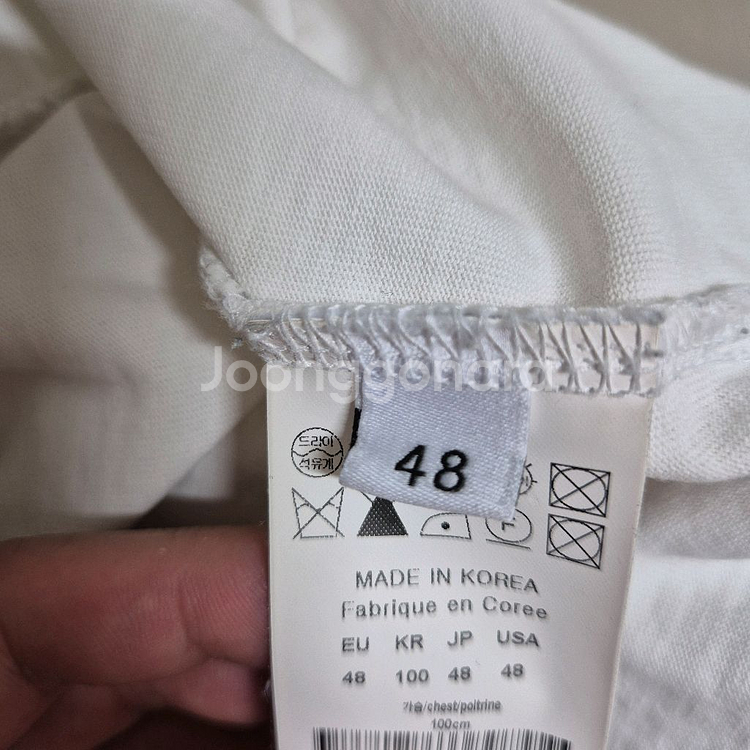 Joonggonara
드라이
석유계
48
MADE IN KOREA
Fabrique en Coree
EU KR JP USA
48 100 48 48
가슴/chest/poitrine
100cm